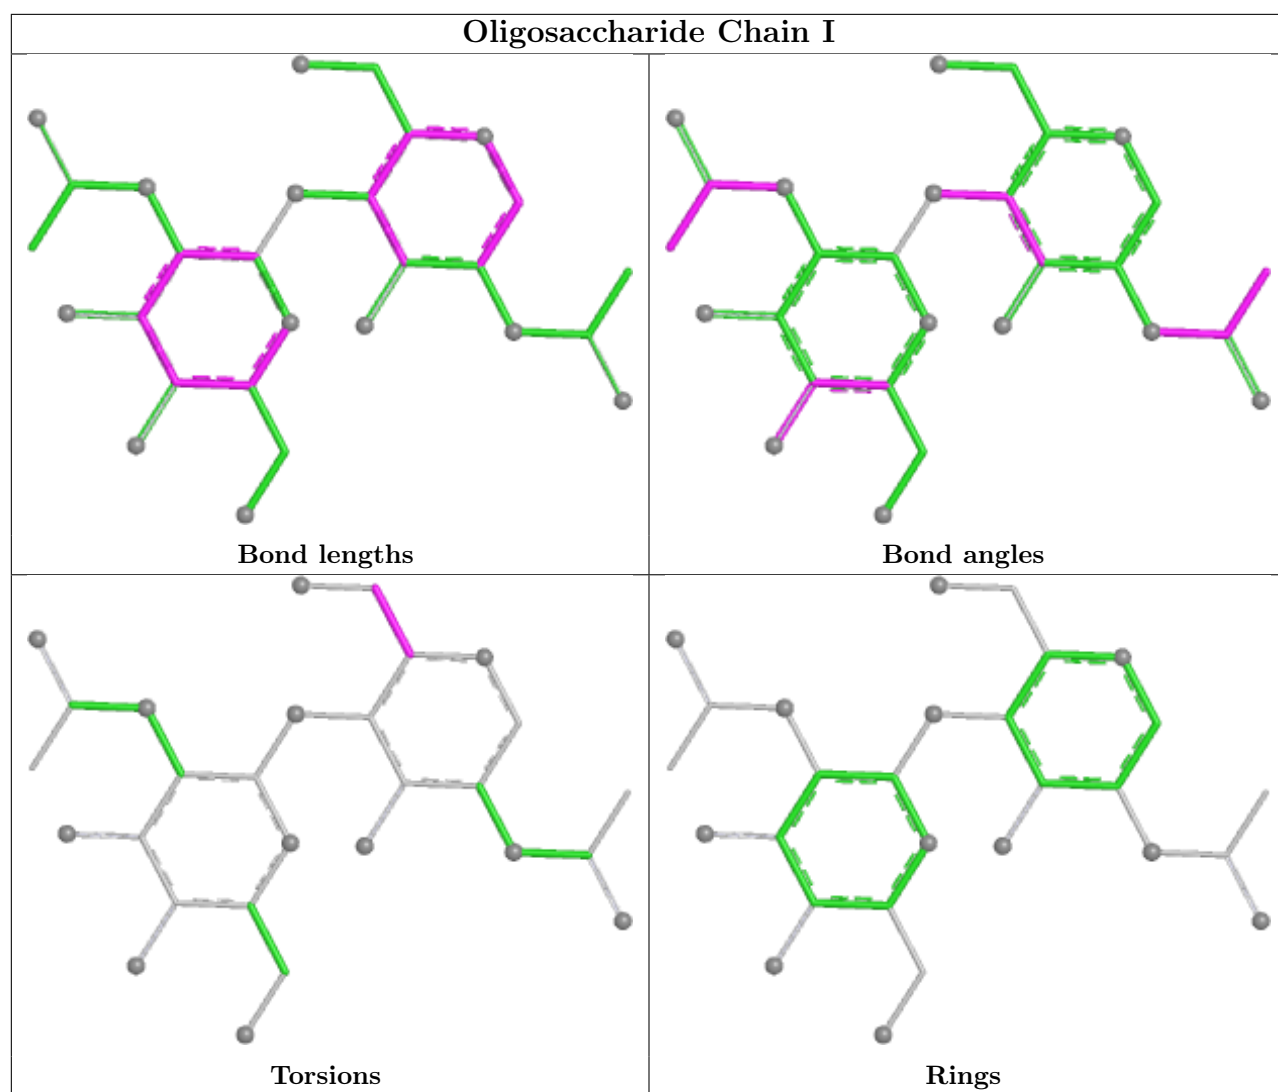 Oligosaccharide Chain I
Bond lengths
Bond angles
Torsions
Rings